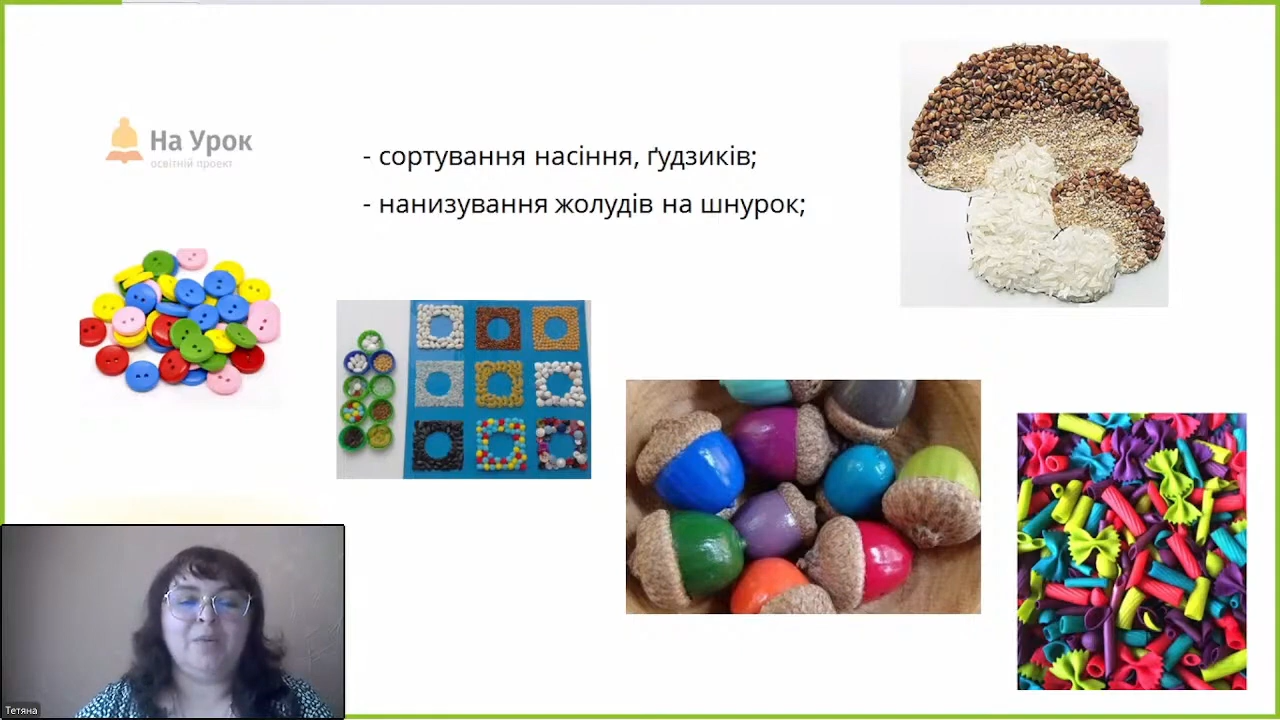 На Урок
освітній проект
- сортування насіння, ґудзиків;
- нанизування жолудів на шнурок;
Тетяна